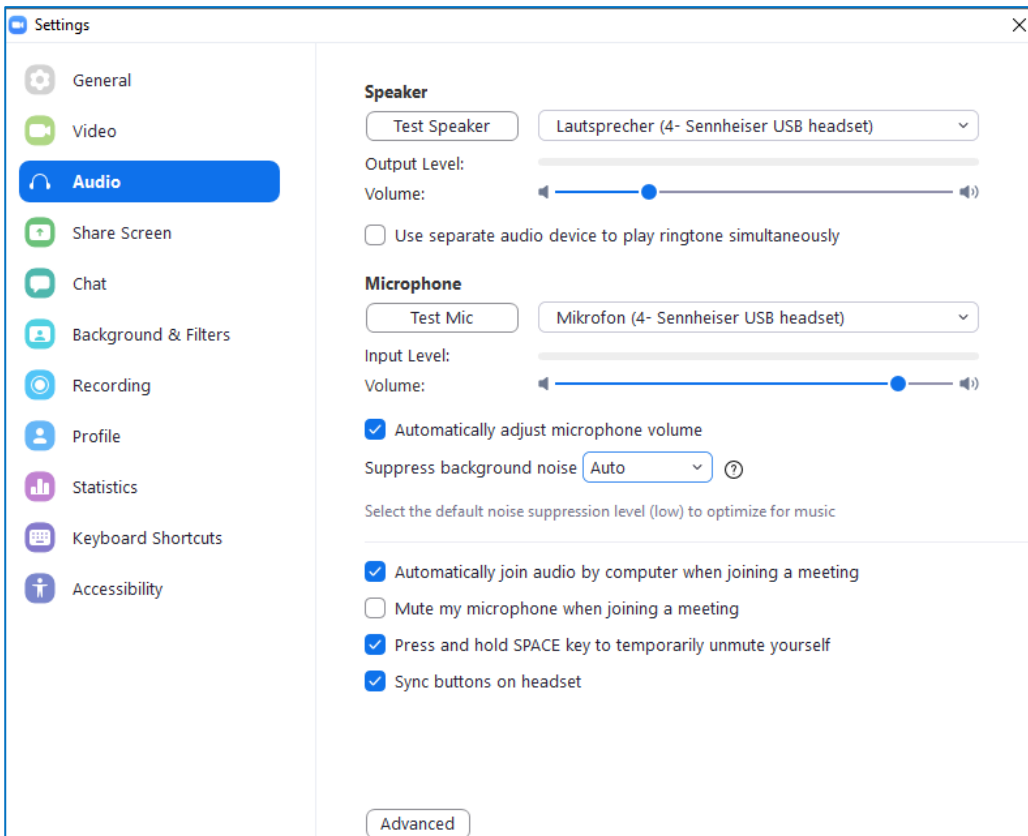 Settings
General
Video
Audio
Share Screen
Chat
Background & Filters
Recording
Profile
Statistics
Keyboard Shortcuts
Accessibility
Speaker
Test Speaker Lautsprecher (4- Sennheiser USB headset)
Output Level:
Volume:
Use separate audio device to play ringtone simultaneously
Microphone
Test Mic Mikrofon (4- Sennheiser USB headset)
Input Level:
Volume:
Automatically adjust microphone volume
Suppress background noise Auto
Select the default noise suppression level (low) to optimize for music
Automatically join audio by computer when joining a meeting
Mute my microphone when joining a meeting
Press and hold SPACE key to temporarily unmute yourself
Sync buttons on headset
Advanced